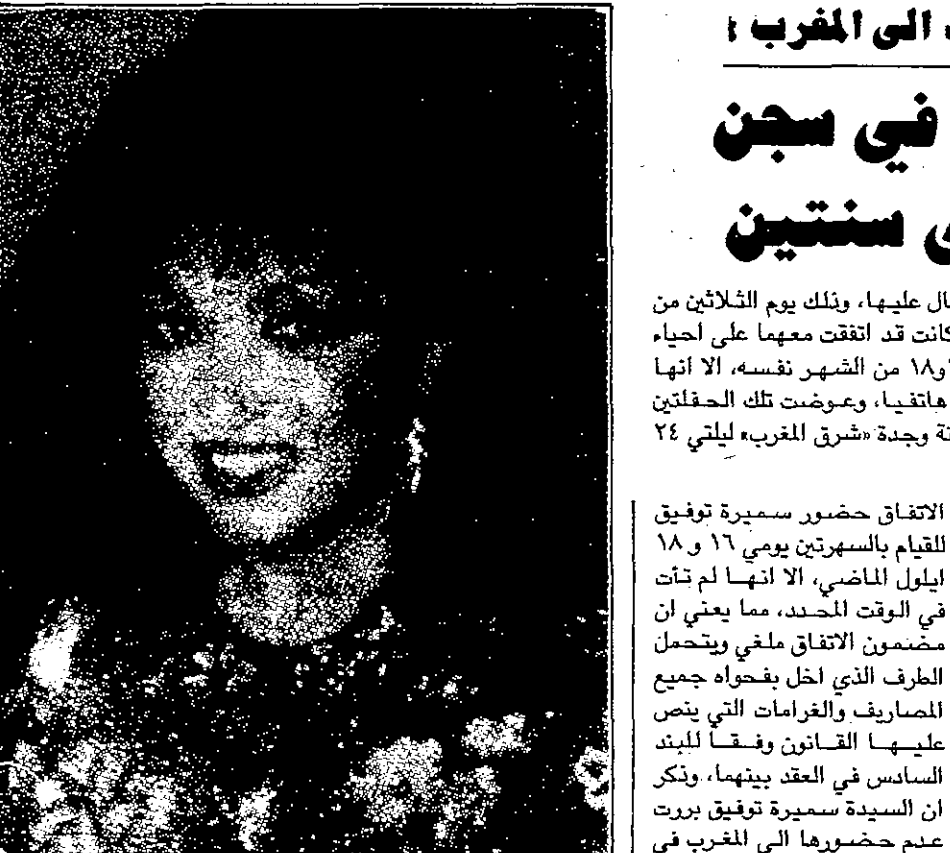 الى المغرب :
في سجن
سنتين
عليها، وذلك يوم الثلاثين من
كانت قد اتفقت معهما على احياء
و١٨ من الشهر نفسه، الا انها
هاتفيا، وعوضت تلك الحفلتين
وجدة «شرق المغرب» ليلتي ٢٤
الاتفاق حضور سميرة توفيق
للقيام بالسهرتين يومي ١٦ و ١٨
ايلول الماضي، الا انها لم تأت
في الوقت المحدد، مما يعني ان
مضمون الاتفاق ملغي ويتحمل
الطرف الذي اخل بفحواه جميع
المصاريف والغرامات التي ينص
عليها القانون وفقاً للبند
السادس في العقد بينهما، وذكر
ان السيدة سميرة توفيق بررت
عدم حضورها الى المغرب في